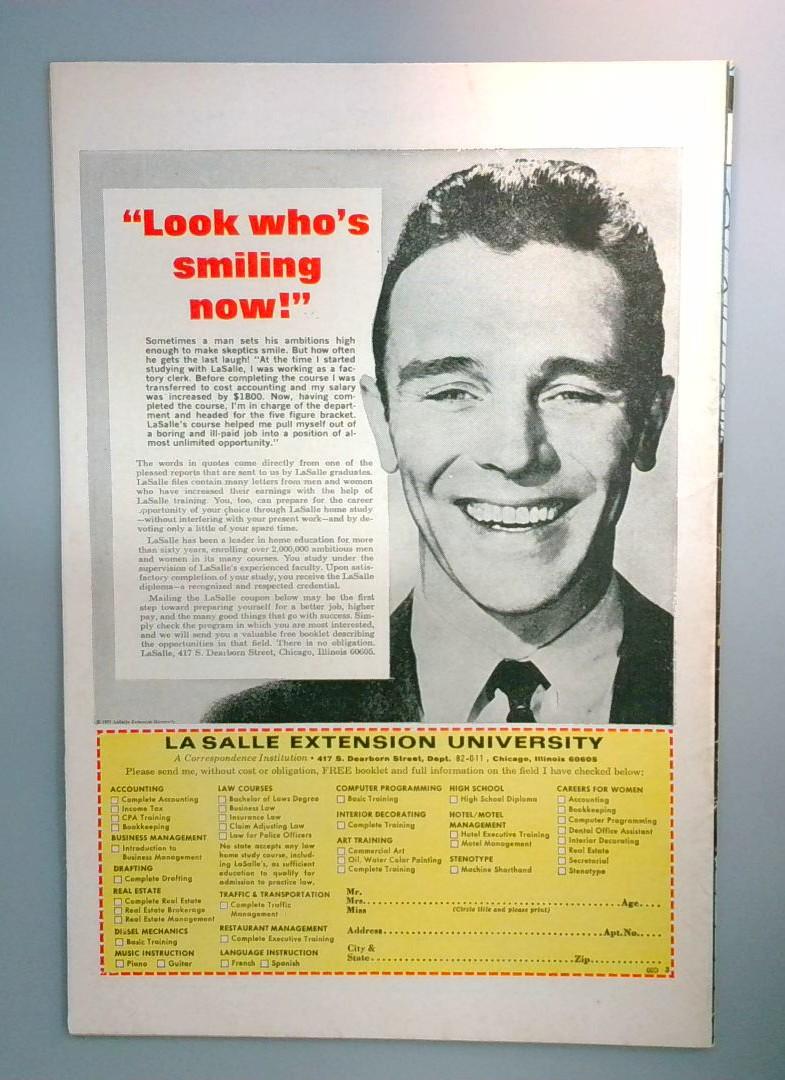 “Look who’s
smiling
now!”
Sometimes a man sets his ambitions high
enough to make skeptics smile. But how often
he gets the last laugh! “At the time I started
studying with LaSalle, I was working as a fac-
tory clerk. Before completing the course I was
transferred to cost accounting and my salary
was increased by $1800. Now, having com-
pleted the course, I’m in charge of the depart-
ment and headed for the five figure bracket.
LaSalle’s course helped me pull myself out of
a boring and ill-paid job into a position of al-
most unlimited opportunity.”
The words in quotes come directly from one of the
pleased reports that are sent to us by LaSalle graduates.
LaSalle files contain many letters from men and women
who have increased their earnings with the help of
LaSalle training. You, too, can prepare for the career
opportunity of your choice through LaSalle home study
—without interfering with your present work—and by de-
voting only a little of your spare time.
LaSalle has been a leader in home education for more
than sixty years, enrolling over 2,000,000 ambitious men
and women in its many courses. You study under the
supervision of LaSalle’s experienced faculty. Upon satis-
factory completion of your study, you receive the LaSalle
diploma—a recognized and respected credential.
Mailing the LaSalle coupon below may be the first
step toward preparing yourself for a better job, higher
pay, and the many good things that go with success. Sim-
ply check the program in which you are most interested,
and we will send you a valuable free booklet describing
the opportunities in that field. There is no obligation.
LaSalle, 417 S. Dearborn Street, Chicago, Illinois 60605.
LaSalle Extension University
LA SALLE EXTENSION UNIVERSITY
A Correspondence Institution • 417 S. Dearborn Street, Dept. 82-011, Chicago, Illinois 60605
Please send me, without cost or obligation, FREE booklet and full information on the field I have checked below:
ACCOUNTING
Complete Accounting
Income Tax
CPA Training
Bookkeeping
BUSINESS MANAGEMENT
Introduction to
Business Management
DRAFTING
Complete Drafting
REAL ESTATE
Complete Real Estate
Real Estate Brokerage
Real Estate Management
DIESEL MECHANICS
Basic Training
MUSIC INSTRUCTION
Piano Guitar
LAW COURSES
Bachelor of Laws Degree
Business Law
Insurance Law
Claim Adjusting Law
Law for Police Officers
No state accepts any law
home study course, includ-
ing LaSalle’s, as sufficient
education to qualify for
admission to practice law.
TRAFFIC & TRANSPORTATION
Complete Traffic
Management
RESTAURANT MANAGEMENT
Complete Executive Training
LANGUAGE INSTRUCTION
French Spanish
COMPUTER PROGRAMMING
Basic Training
INTERIOR DECORATING
Complete Training
ART TRAINING
Commercial Art
Oil, Water Color Painting
Complete Training
HIGH SCHOOL
High School Diploma
HOTEL/MOTEL
MANAGEMENT
Hotel Executive Training
Motel Management
STENOTYPE
Machine Shorthand
CAREERS FOR WOMEN
Accounting
Bookkeeping
Computer Programming
Dental Office Assistant
Interior Decorating
Real Estate
Secretarial
Stenotype
Mr.
Mrs. Age
Miss (Circle title and please print)
Address Apt. No.
City &
State Zip
3